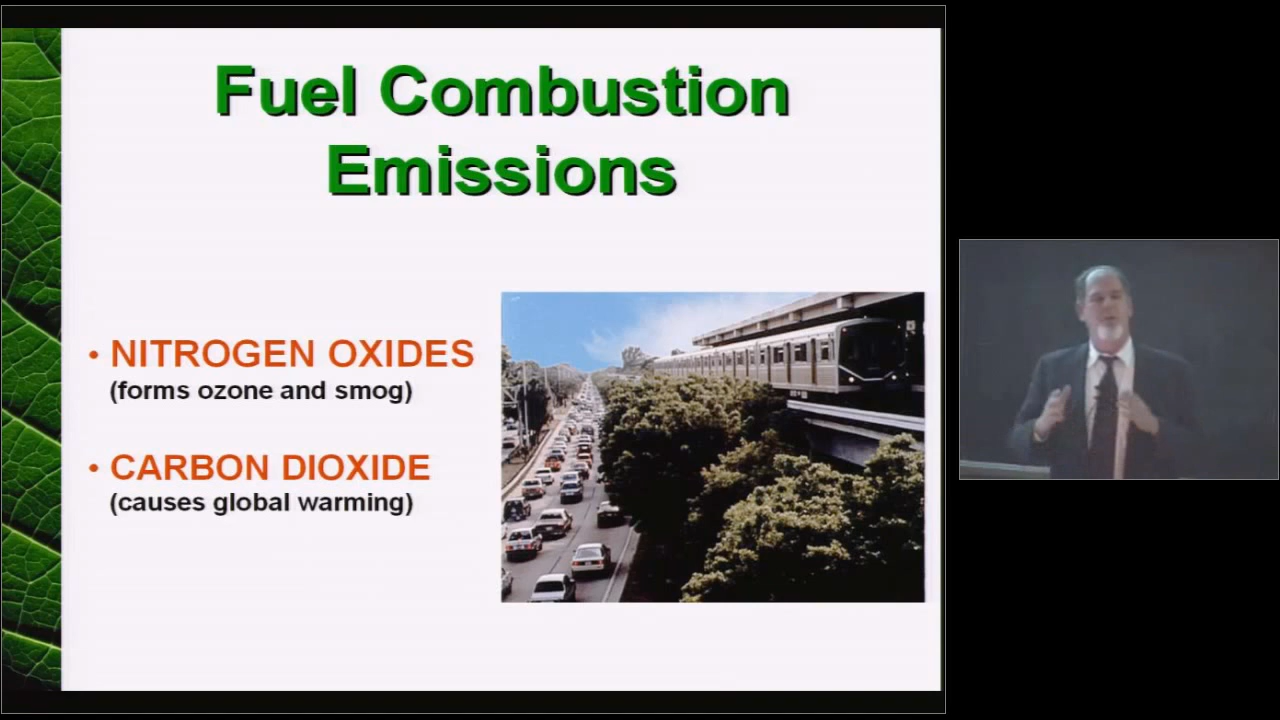 Fuel Combustion
Emissions
• NITROGEN OXIDES
(forms ozone and smog)
• CARBON DIOXIDE
(causes global warming)